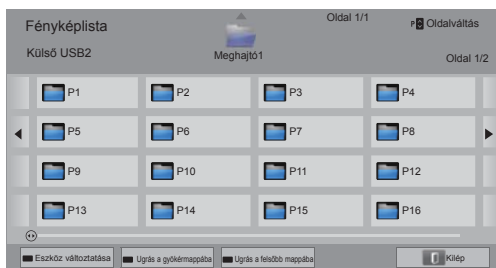 Fényképlista
Oldal 1/1
P Oldalváltás
Külső USB2
Meghajtó1
Oldal 1/2
P1 P2 P3 P4
P5 P6 P7 P8
P9 P10 P11 P12
P13 P14 P15 P16
Eszköz változtatása Ugrás a gyökérmappába Ugrás a felsőbb mappába Kilép